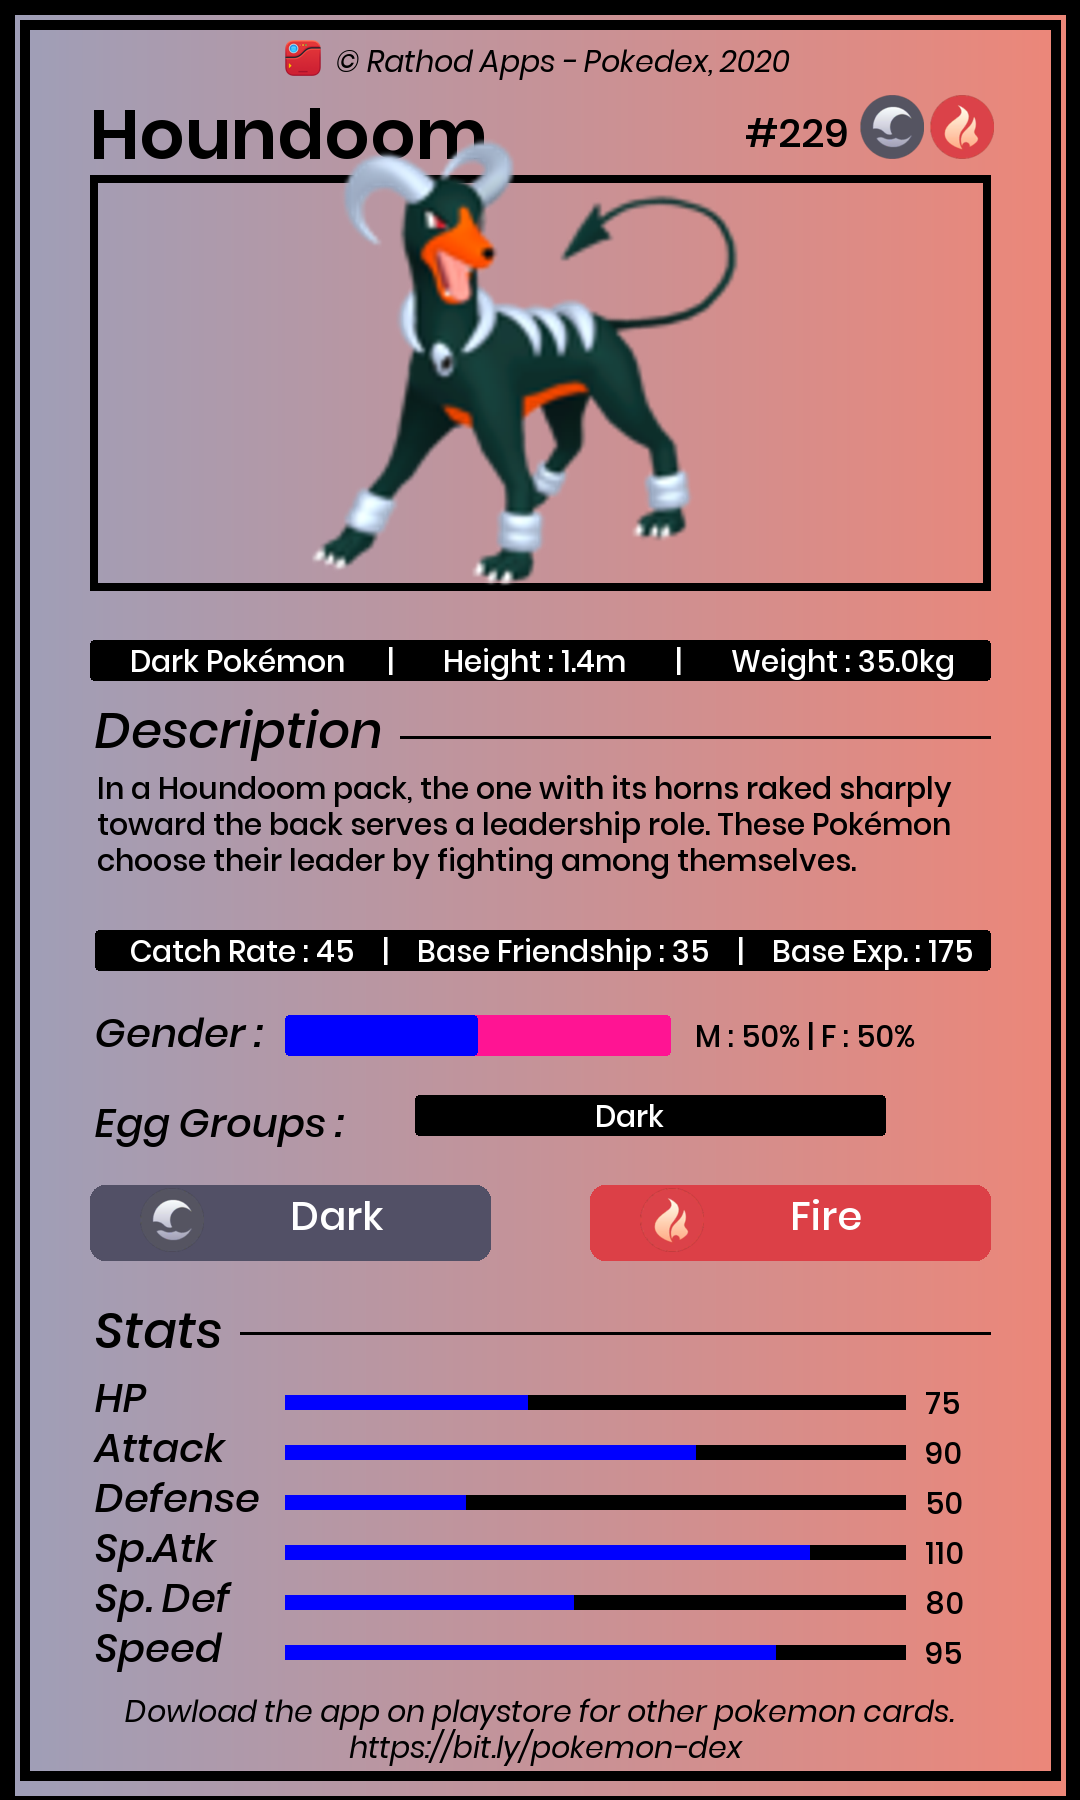 © Rathod Apps - Pokedex, 2020
Houndoom #229
Dark Pokémon | Height : 1.4m | Weight : 35.0kg
Description
In a Houndoom pack, the one with its horns raked sharply
toward the back serves a leadership role. These Pokémon
choose their leader by fighting among themselves.
Catch Rate : 45 | Base Friendship : 35 | Base Exp. : 175
Gender : M : 50% | F : 50%
Egg Groups : Dark
Dark Fire
Stats
HP 75
Attack 90
Defense 50
Sp.Atk 110
Sp. Def 80
Speed 95
Dowload the app on playstore for other pokemon cards.
https://bit.ly/pokemon-dex